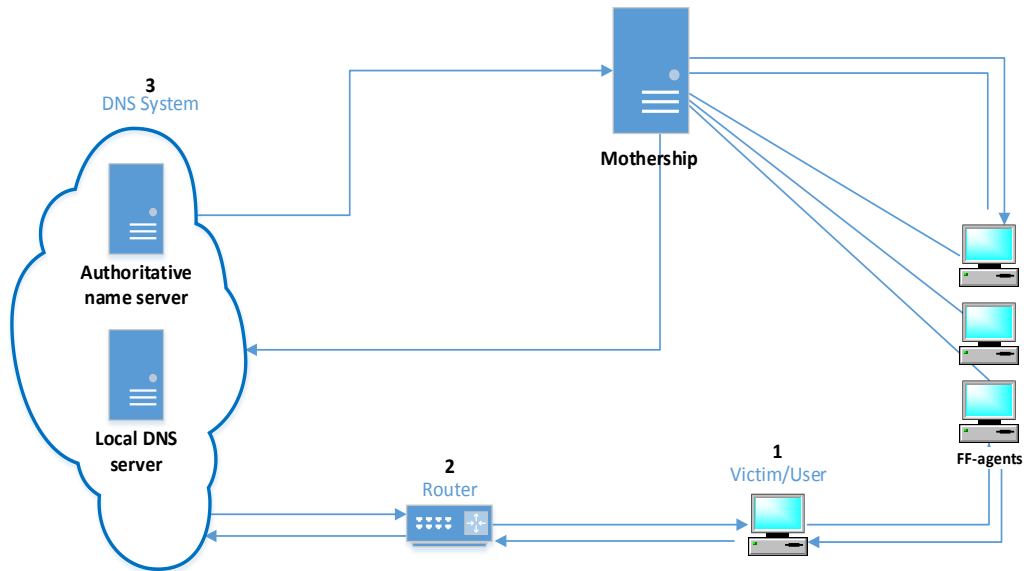 3
DNS System
Authoritative
name server
Local DNS
server
Mothership
2
Router
1
Victim/User
FF-agents